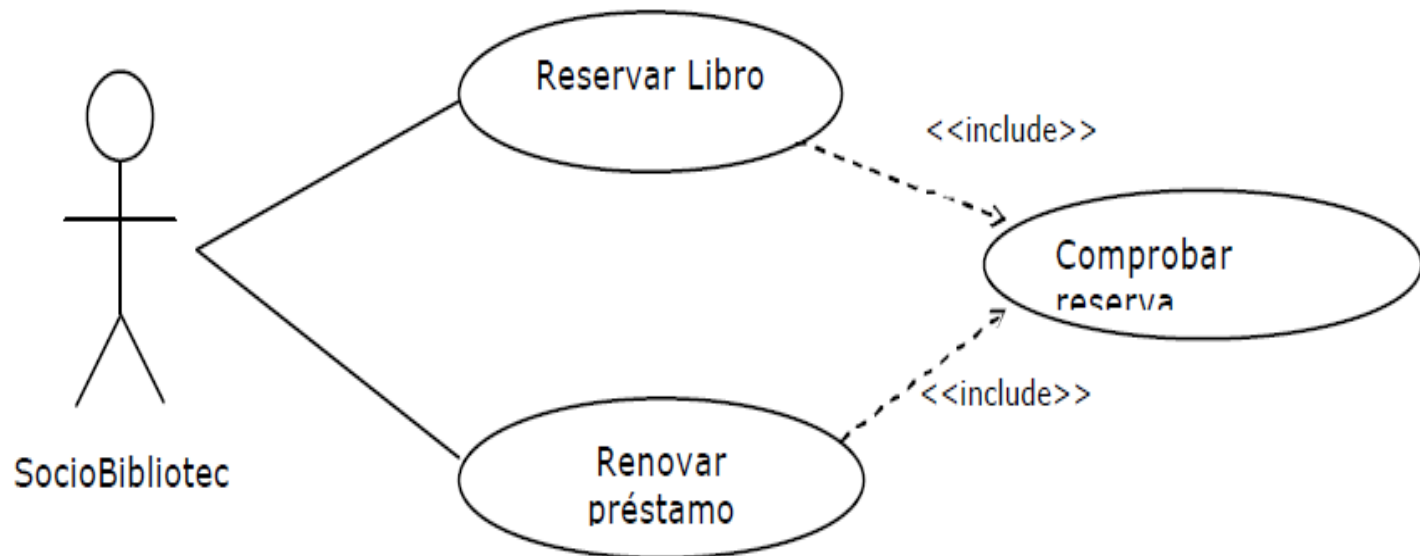 Reservar Libro
<<include>>
Comprobar
reserva
<<include>>
Renovar
préstamo
SocioBibliotec